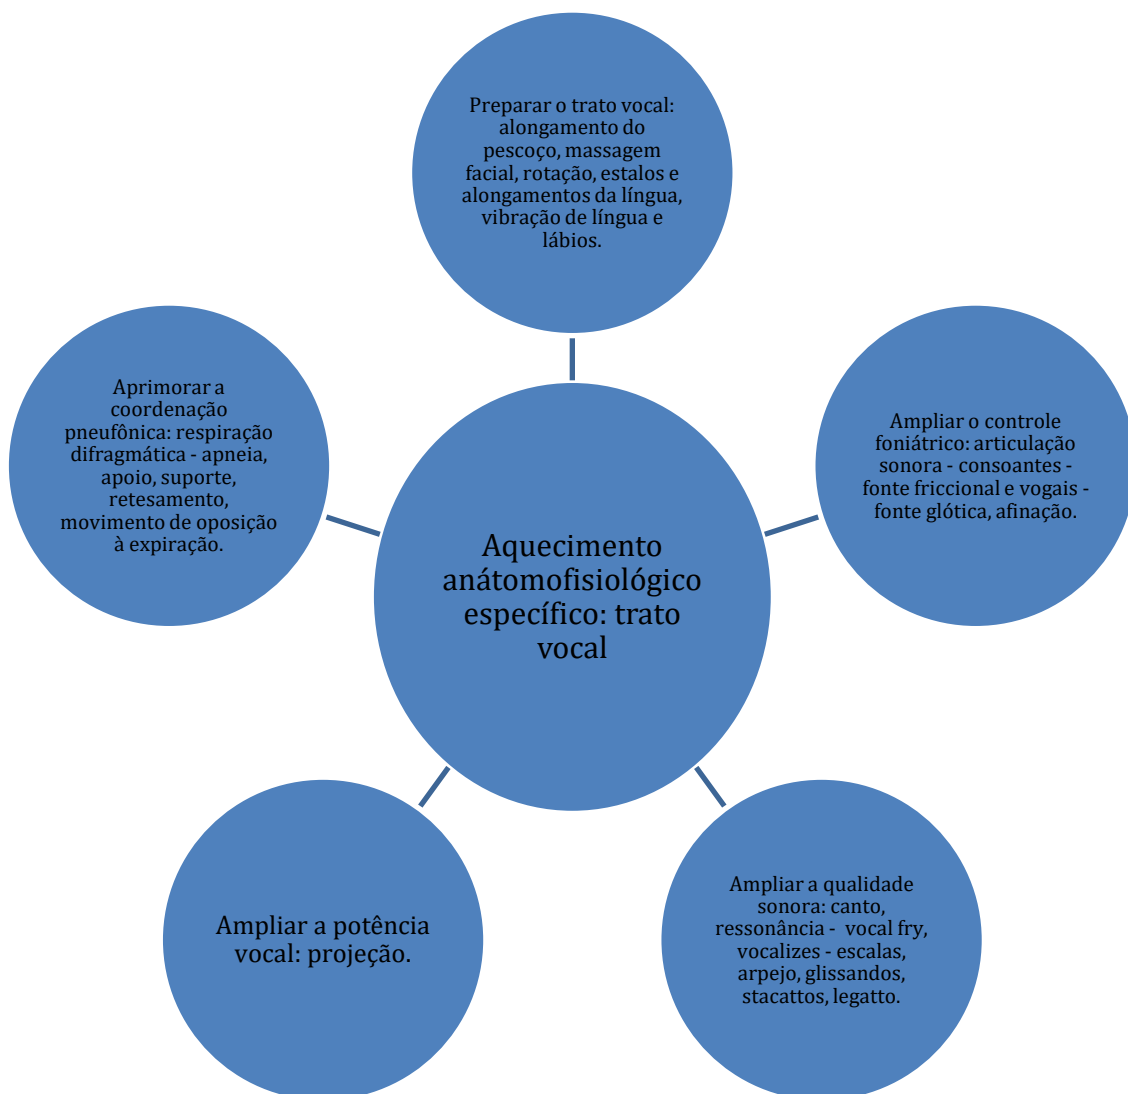 Preparar o trato vocal:
alongamento do
pescoço, massagem
facial, rotação, estalos e
alongamentos da língua,
vibração de língua e
lábios.
Ampliar o controle
foniátrico: articulação
sonora - consoantes -
fonte friccional e vogais -
fonte glótica, afinação.
Ampliar a qualidade
sonora: canto,
ressonância - vocal fry,
vocalizes - escalas,
arpejo, glissandos,
stacattos, legatto.
Ampliar a potência
vocal: projeção.
Aprimorar a
coordenação
pneufônica: respiração
difragmática - apneia,
apoio, suporte,
retesamento,
movimento de oposição
à expiração.
Aquecimento
anátomofisiológico
específico: trato
vocal